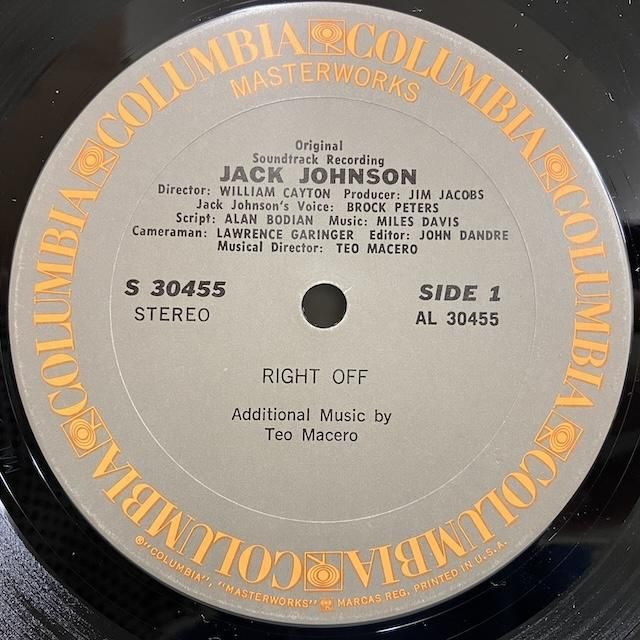 COLUMBIA COLUMBIA COLUMBIA COLUMBIA COLUMBIA COLUMBIA COLUMBIA COLUMBIA
MASTERWORKS
Original
Soundtrack Recording
JACK JOHNSON
Director: WILLIAM CAYTON Producer: JIM JACOBS
Jack Johnson's Voice: BROCK PETERS
Script: ALAN BODIAN Music: MILES DAVIS
Cameraman: LAWRENCE GARINGER Editor: JOHN DANDRE
Musical Director: TEO MACERO
S 30455
STEREO
SIDE 1
AL 30455
RIGHT OFF
Additional Music by
Teo Macero
®"COLUMBIA", "MASTERWORKS" MARCAS REG. PRINTED IN U.S.A.